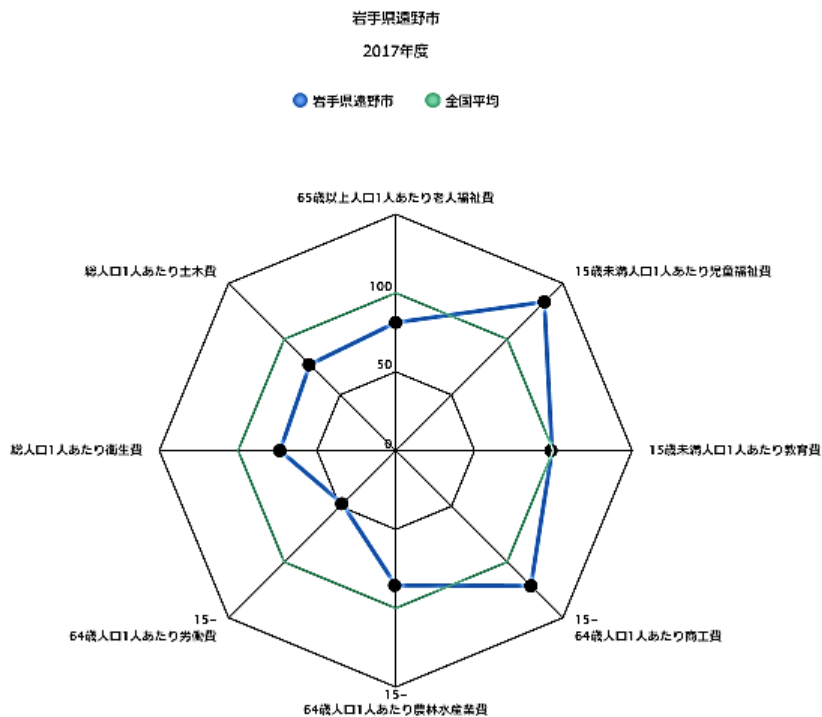 岩手県遠野市
2017年度
岩手県遠野市
全国平均
65歳以上人口1人あたり老人福祉費
総人口1人あたり土木費
15歳未満人口1人あたり児童福祉費
100
50
0
総人口1人あたり衛生費
15歳未満人口1人あたり教育費
15-
64歳人口1人あたり労働費
15-
64歳人口1人あたり商工費
15-
64歳人口1人あたり農林水産業費